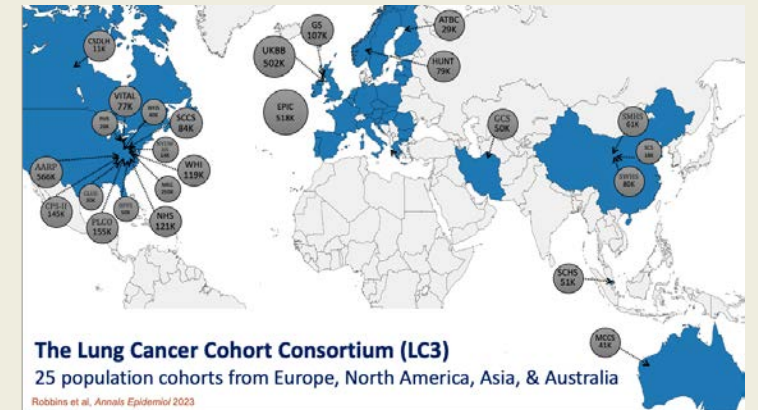 CSDLH
11K
GS
107K
UKBB
502K
ATBC
29K
HUNT
79K
EPIC
518K
VITAL
77K
SCCS
84K
WHI
119K
AARP
566K
CPS-II
145K
PLCO
155K
NHS
121K
GCS
50K
SMHS
61K
SCS
18K
SWHS
80K
SCHS
51K
MCCS
41K
The Lung Cancer Cohort Consortium (LC3)
25 population cohorts from Europe, North America, Asia, & Australia
Robbins et al, Annals Epidemiol 2023